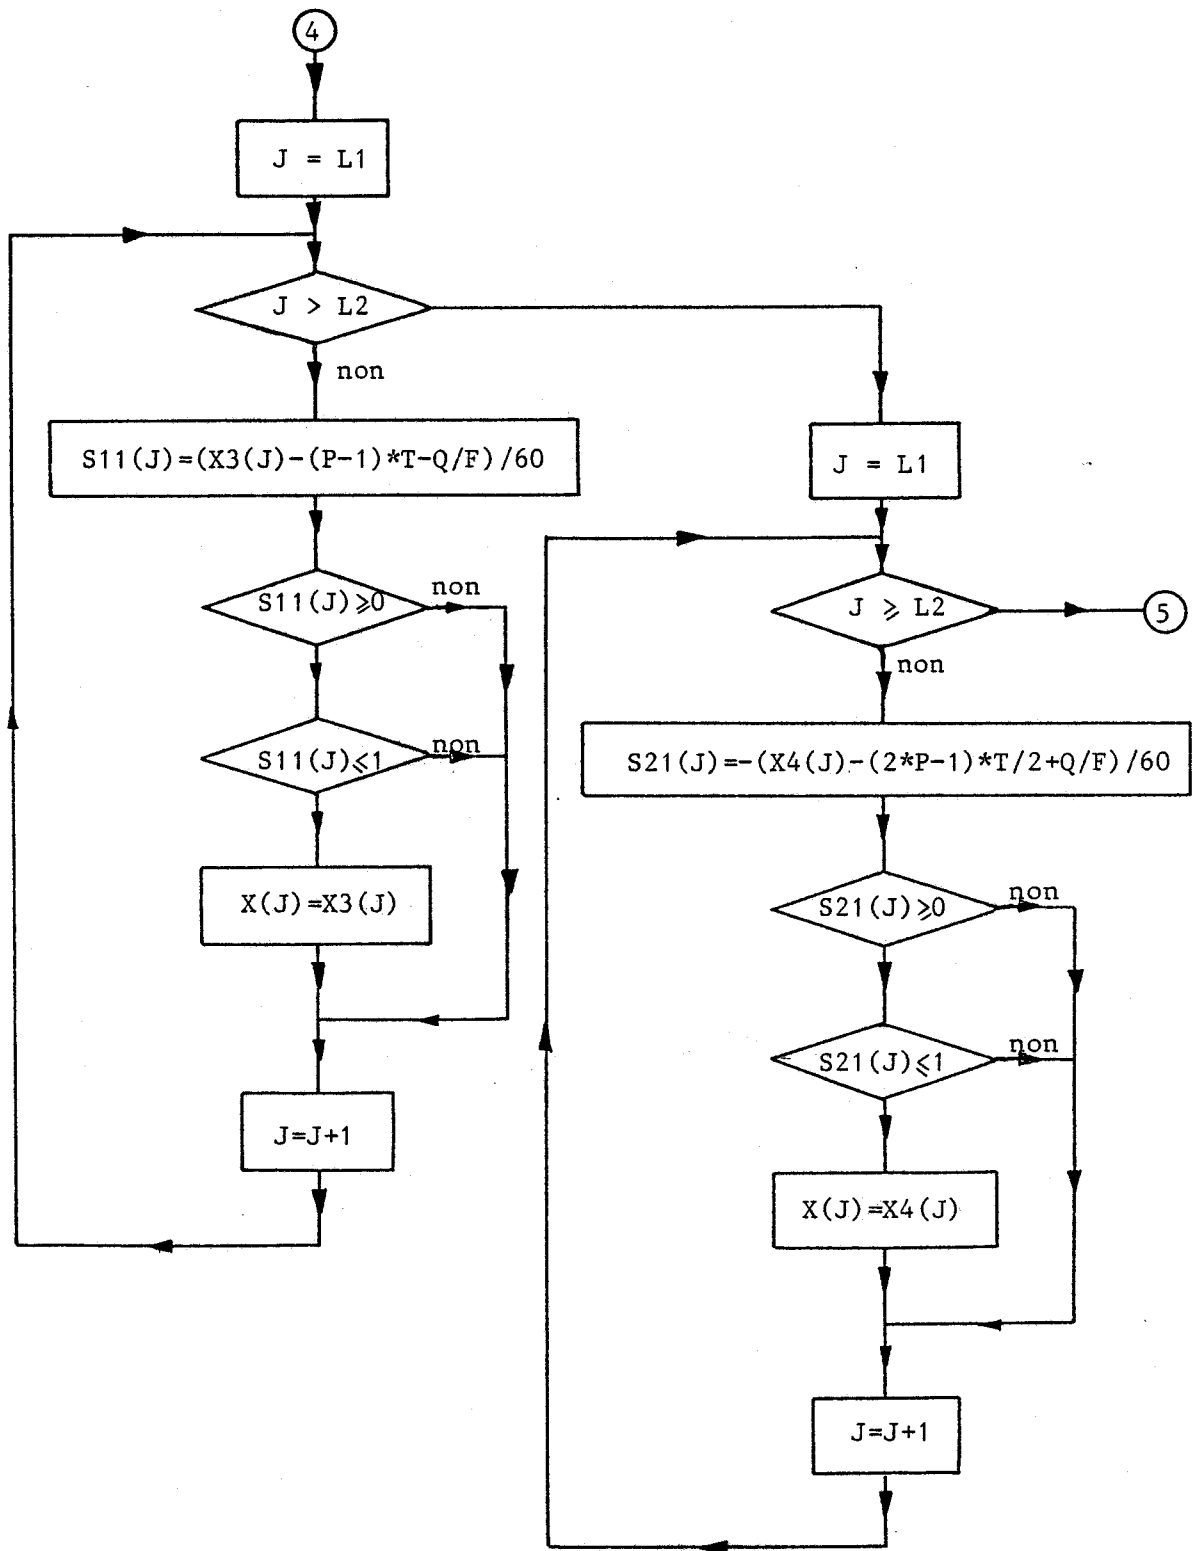 4
J = L1
J > L2
non
S11(J)=(X3(J)-(P-1)*T-Q/F)/60
S11(J)⩾0
non
S11(J)⩽1
non
X(J)=X3(J)
J=J+1
J = L1
J ⩾ L2
5
non
S21(J)=-(X4(J)-(2*P-1)*T/2+Q/F)/60
S21(J)⩾0
non
S21(J)⩽1
non
X(J)=X4(J)
J=J+1